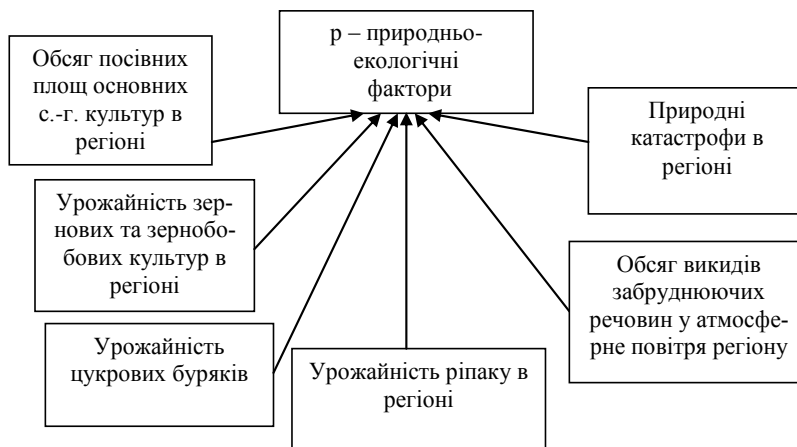 р – природньо-
екологічні
фактори
Обсяг посівних
площ основних
с.-г. культур в
регіоні
Природні
катастрофи в
регіоні
Урожайність зер-
нових та зернобо-
бових культур в
регіоні
Обсяг викидів
забруднюючих
речовин у атмосфе-
рне повітря регіону
Урожайність
цукрових буряків
Урожайність ріпаку в
регіоні